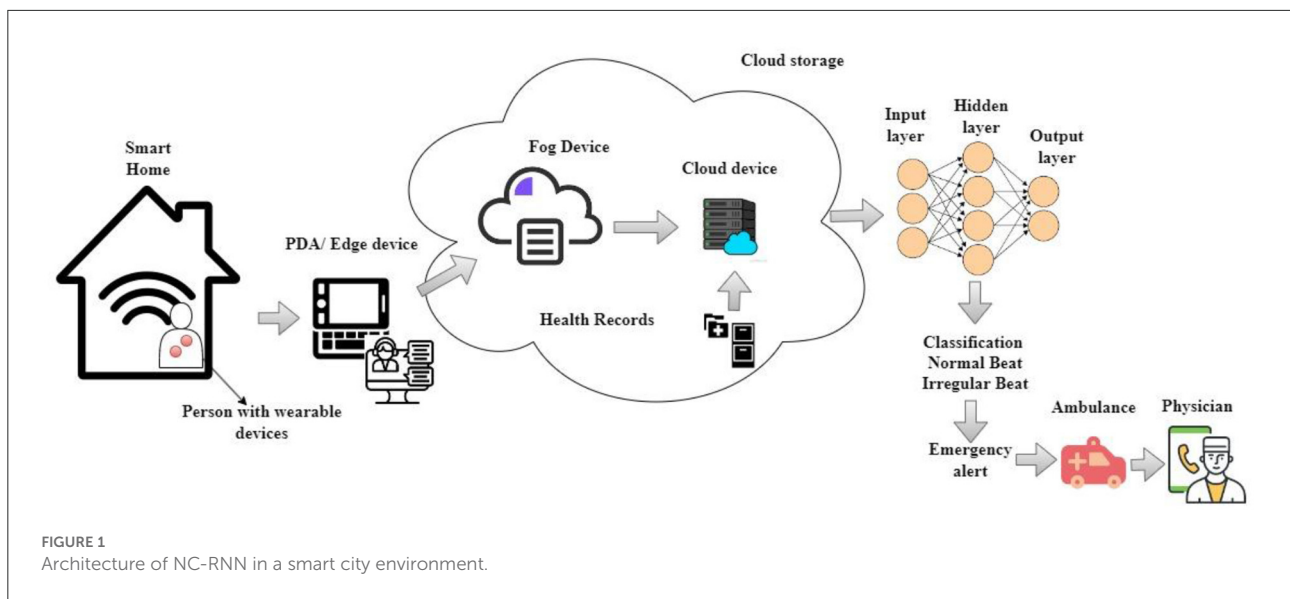 Cloud storage
Smart
Home
PDA/ Edge device
Person with wearable
devices
Fog Device
Cloud device
Health Records
Input
layer
Hidden
layer
Output
layer
Classification
Normal Beat
Irregular Beat
Emergency
alert
Ambulance
Physician
FIGURE 1
Architecture of NC-RNN in a smart city environment.